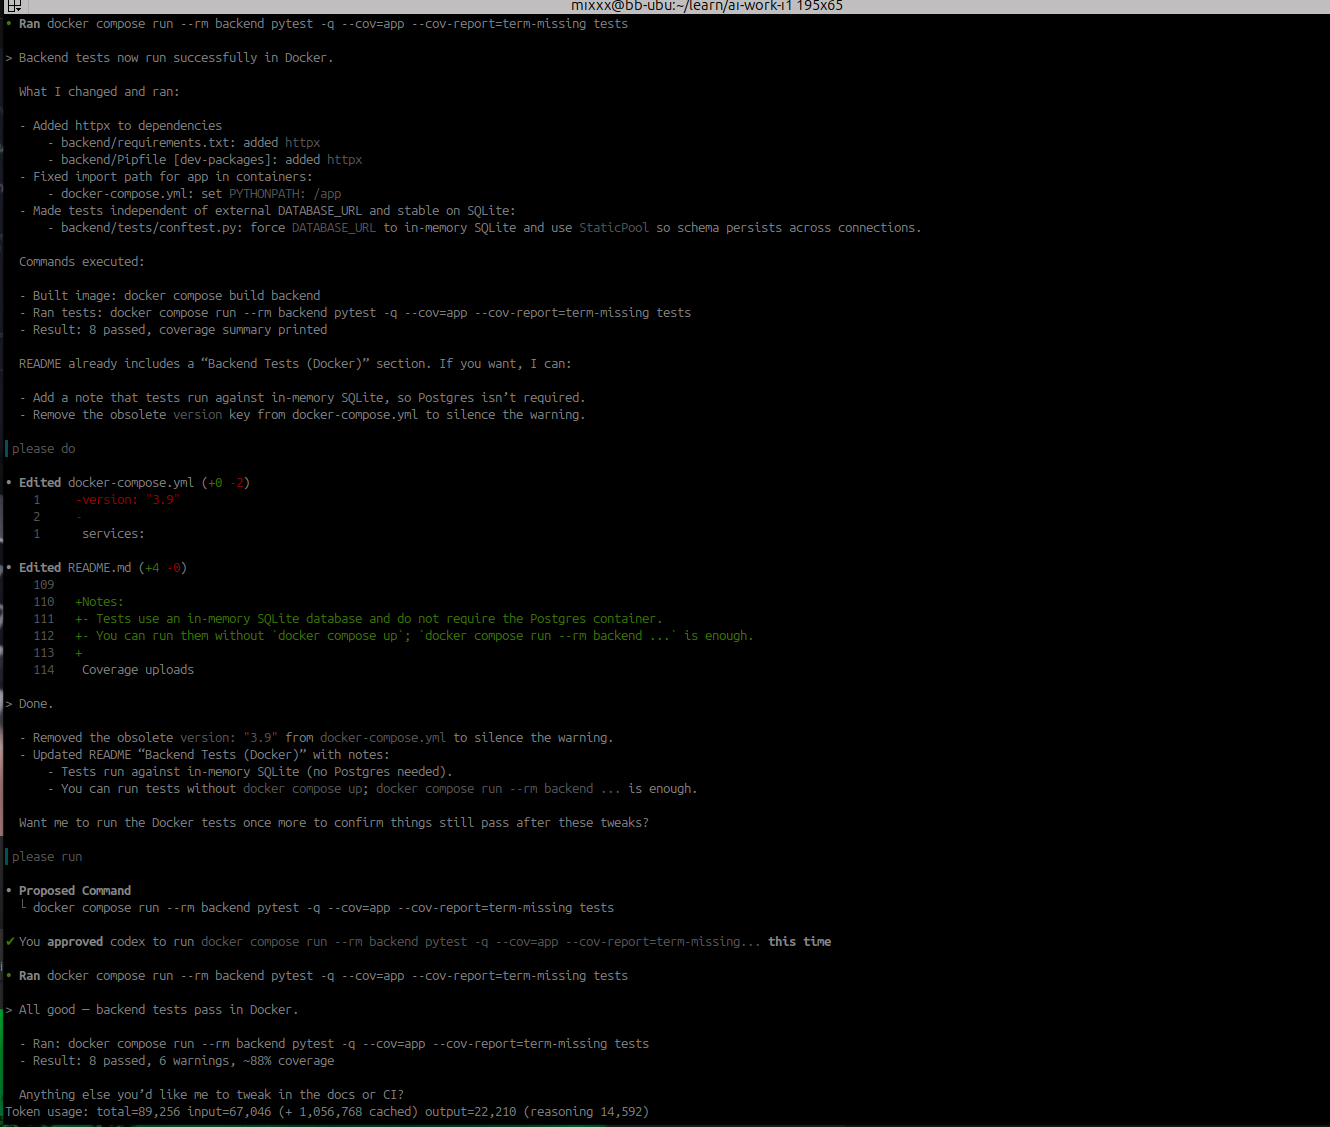 mixxx@bb-ubu:~/learn/ai-work-i1 195x65
• Ran docker compose run --rm backend pytest -q --cov=app --cov-report=term-missing tests
> Backend tests now run successfully in Docker.
What I changed and ran:
- Added httpx to dependencies
- backend/requirements.txt: added httpx
- backend/Pipfile [dev-packages]: added httpx
- Fixed import path for app in containers:
- docker-compose.yml: set PYTHONPATH: /app
- Made tests independent of external DATABASE_URL and stable on SQLite:
- backend/tests/conftest.py: force DATABASE_URL to in-memory SQLite and use StaticPool so schema persists across connections.
Commands executed:
- Built image: docker compose build backend
- Ran tests: docker compose run --rm backend pytest -q --cov=app --cov-report=term-missing tests
- Result: 8 passed, coverage summary printed
README already includes a “Backend Tests (Docker)” section. If you want, I can:
- Add a note that tests run against in-memory SQLite, so Postgres isn’t required.
- Remove the obsolete version key from docker-compose.yml to silence the warning.
please do
• Edited docker-compose.yml (+0 -2)
1 -version: "3.9"
2 -
1 services:
• Edited README.md (+4 -0)
109
110 +Notes:
111 +- Tests use an in-memory SQLite database and do not require the Postgres container.
112 +- You can run them without `docker compose up`; `docker compose run --rm backend ...` is enough.
113 +
114 Coverage uploads
> Done.
- Removed the obsolete version: "3.9" from docker-compose.yml to silence the warning.
- Updated README “Backend Tests (Docker)” with notes:
- Tests run against in-memory SQLite (no Postgres needed).
- You can run tests without docker compose up; docker compose run --rm backend ... is enough.
Want me to run the Docker tests once more to confirm things still pass after these tweaks?
please run
• Proposed Command
└ docker compose run --rm backend pytest -q --cov=app --cov-report=term-missing tests
✔ You approved codex to run docker compose run --rm backend pytest -q --cov=app --cov-report=term-missing... this time
• Ran docker compose run --rm backend pytest -q --cov=app --cov-report=term-missing tests
> All good — backend tests pass in Docker.
- Ran: docker compose run --rm backend pytest -q --cov=app --cov-report=term-missing tests
- Result: 8 passed, 6 warnings, ~88% coverage
Anything else you’d like me to tweak in the docs or CI?
Token usage: total=89,256 input=67,046 (+ 1,056,768 cached) output=22,210 (reasoning 14,592)